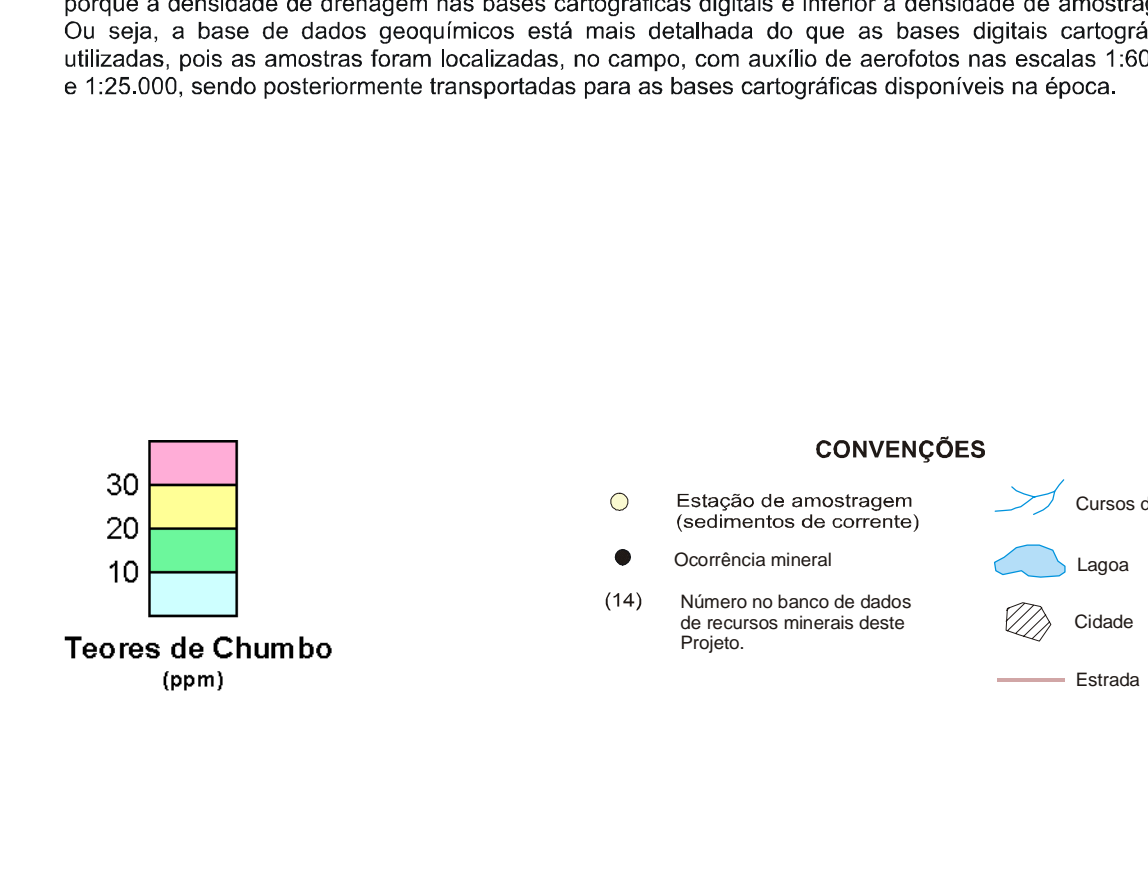 porque a densidade de drenagem nas bases cartográficas digitais é inferior à densidade de
Ou seja, a base de dados geoquímicos está mais detalhada do que as bases digitais
utilizadas, pois as amostras foram localizadas, no campo, com auxílio de aerofotos nas escalas
e 1:25.000, sendo posteriormente transportadas para as bases cartográficas disponíveis na época.
CONVENÇÕES
30
20
10
Teores de Chumbo
(ppm)
Estação de amostragem
(sedimentos de corrente)
Ocorrência mineral
(14) Número no banco de dados
de recursos minerais deste
Projeto.
Cursos
Lagoa
Cidade
Estrada